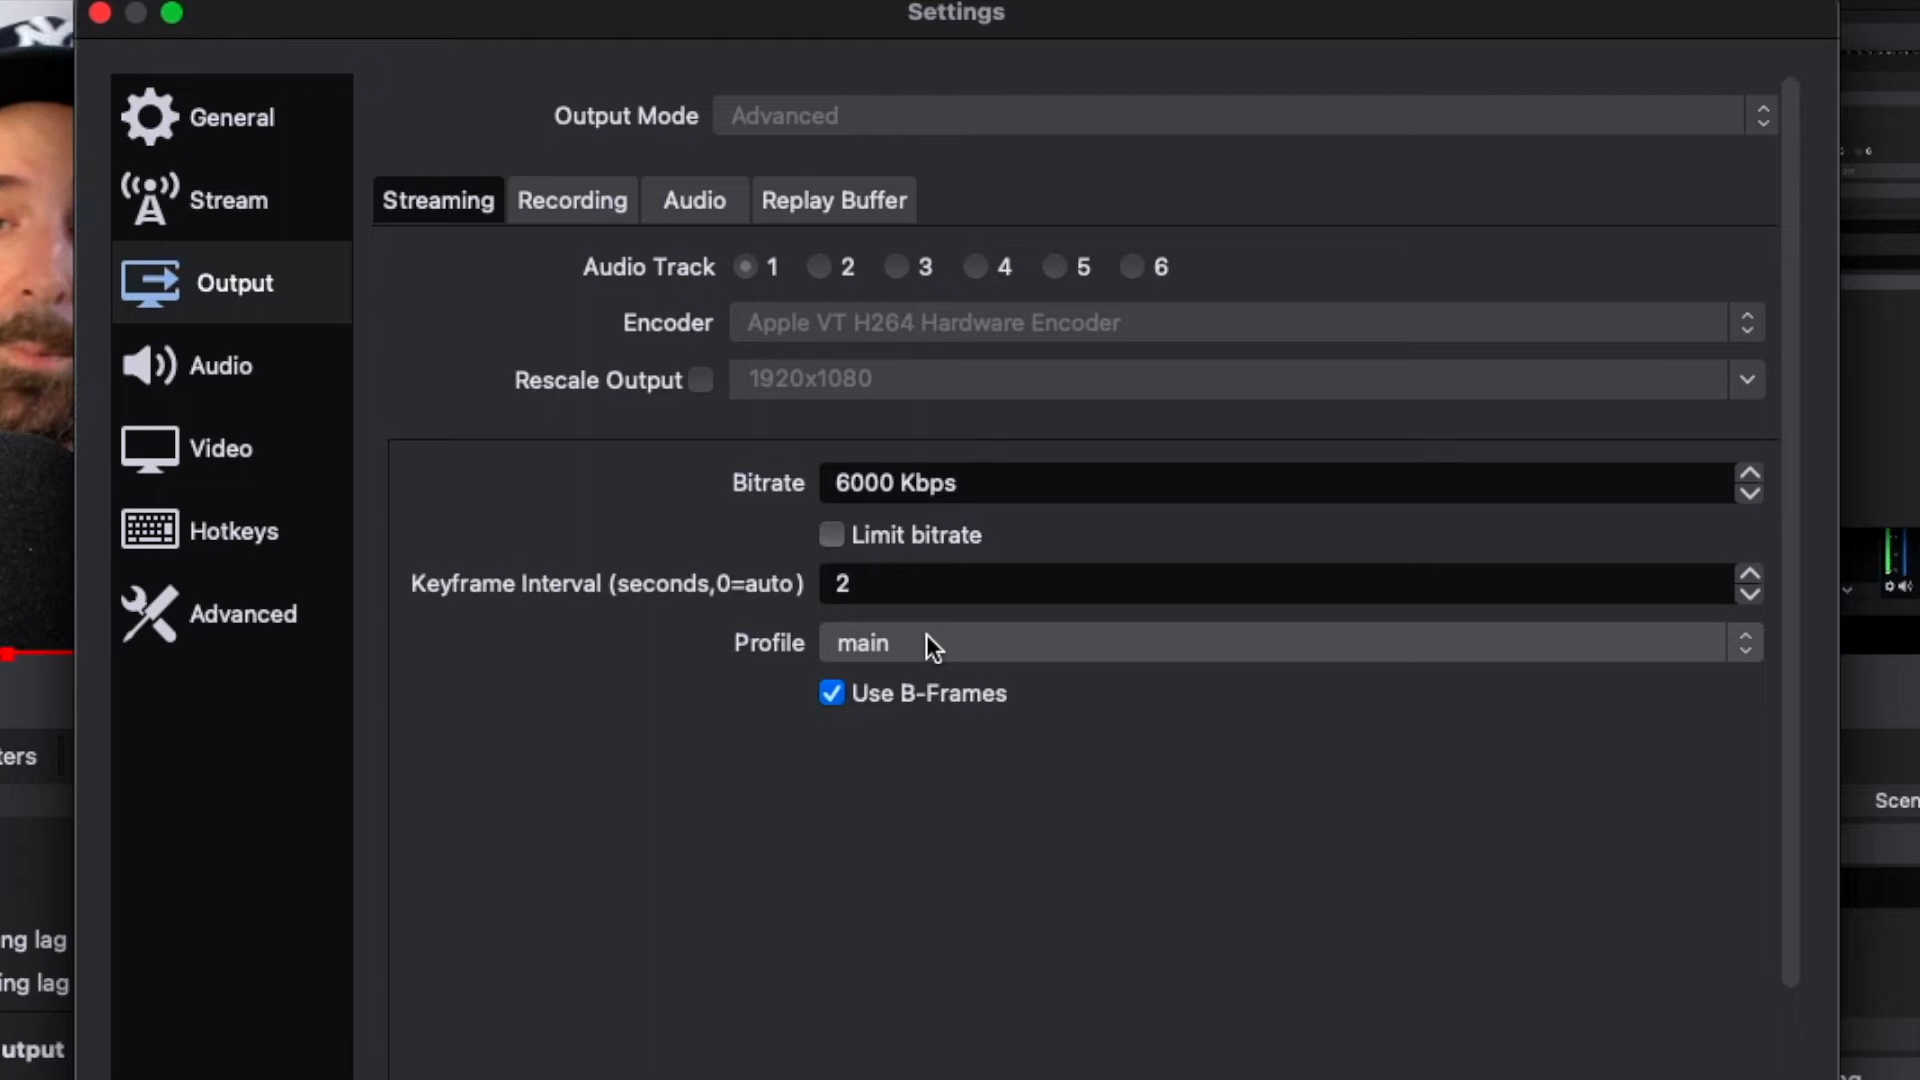 Settings
General
Stream
Output
Audio
Video
Hotkeys
Advanced
Output Mode Advanced
Streaming Recording Audio Replay Buffer
Audio Track 1 2 3 4 5 6
Encoder Apple VT H264 Hardware Encoder
Rescale Output 1920x1080
Bitrate 6000 Kbps
Limit bitrate
Keyframe Interval (seconds,0=auto) 2
Profile main
Use B-Frames
ters
ng lag
ing lag
utput
Scen
NY